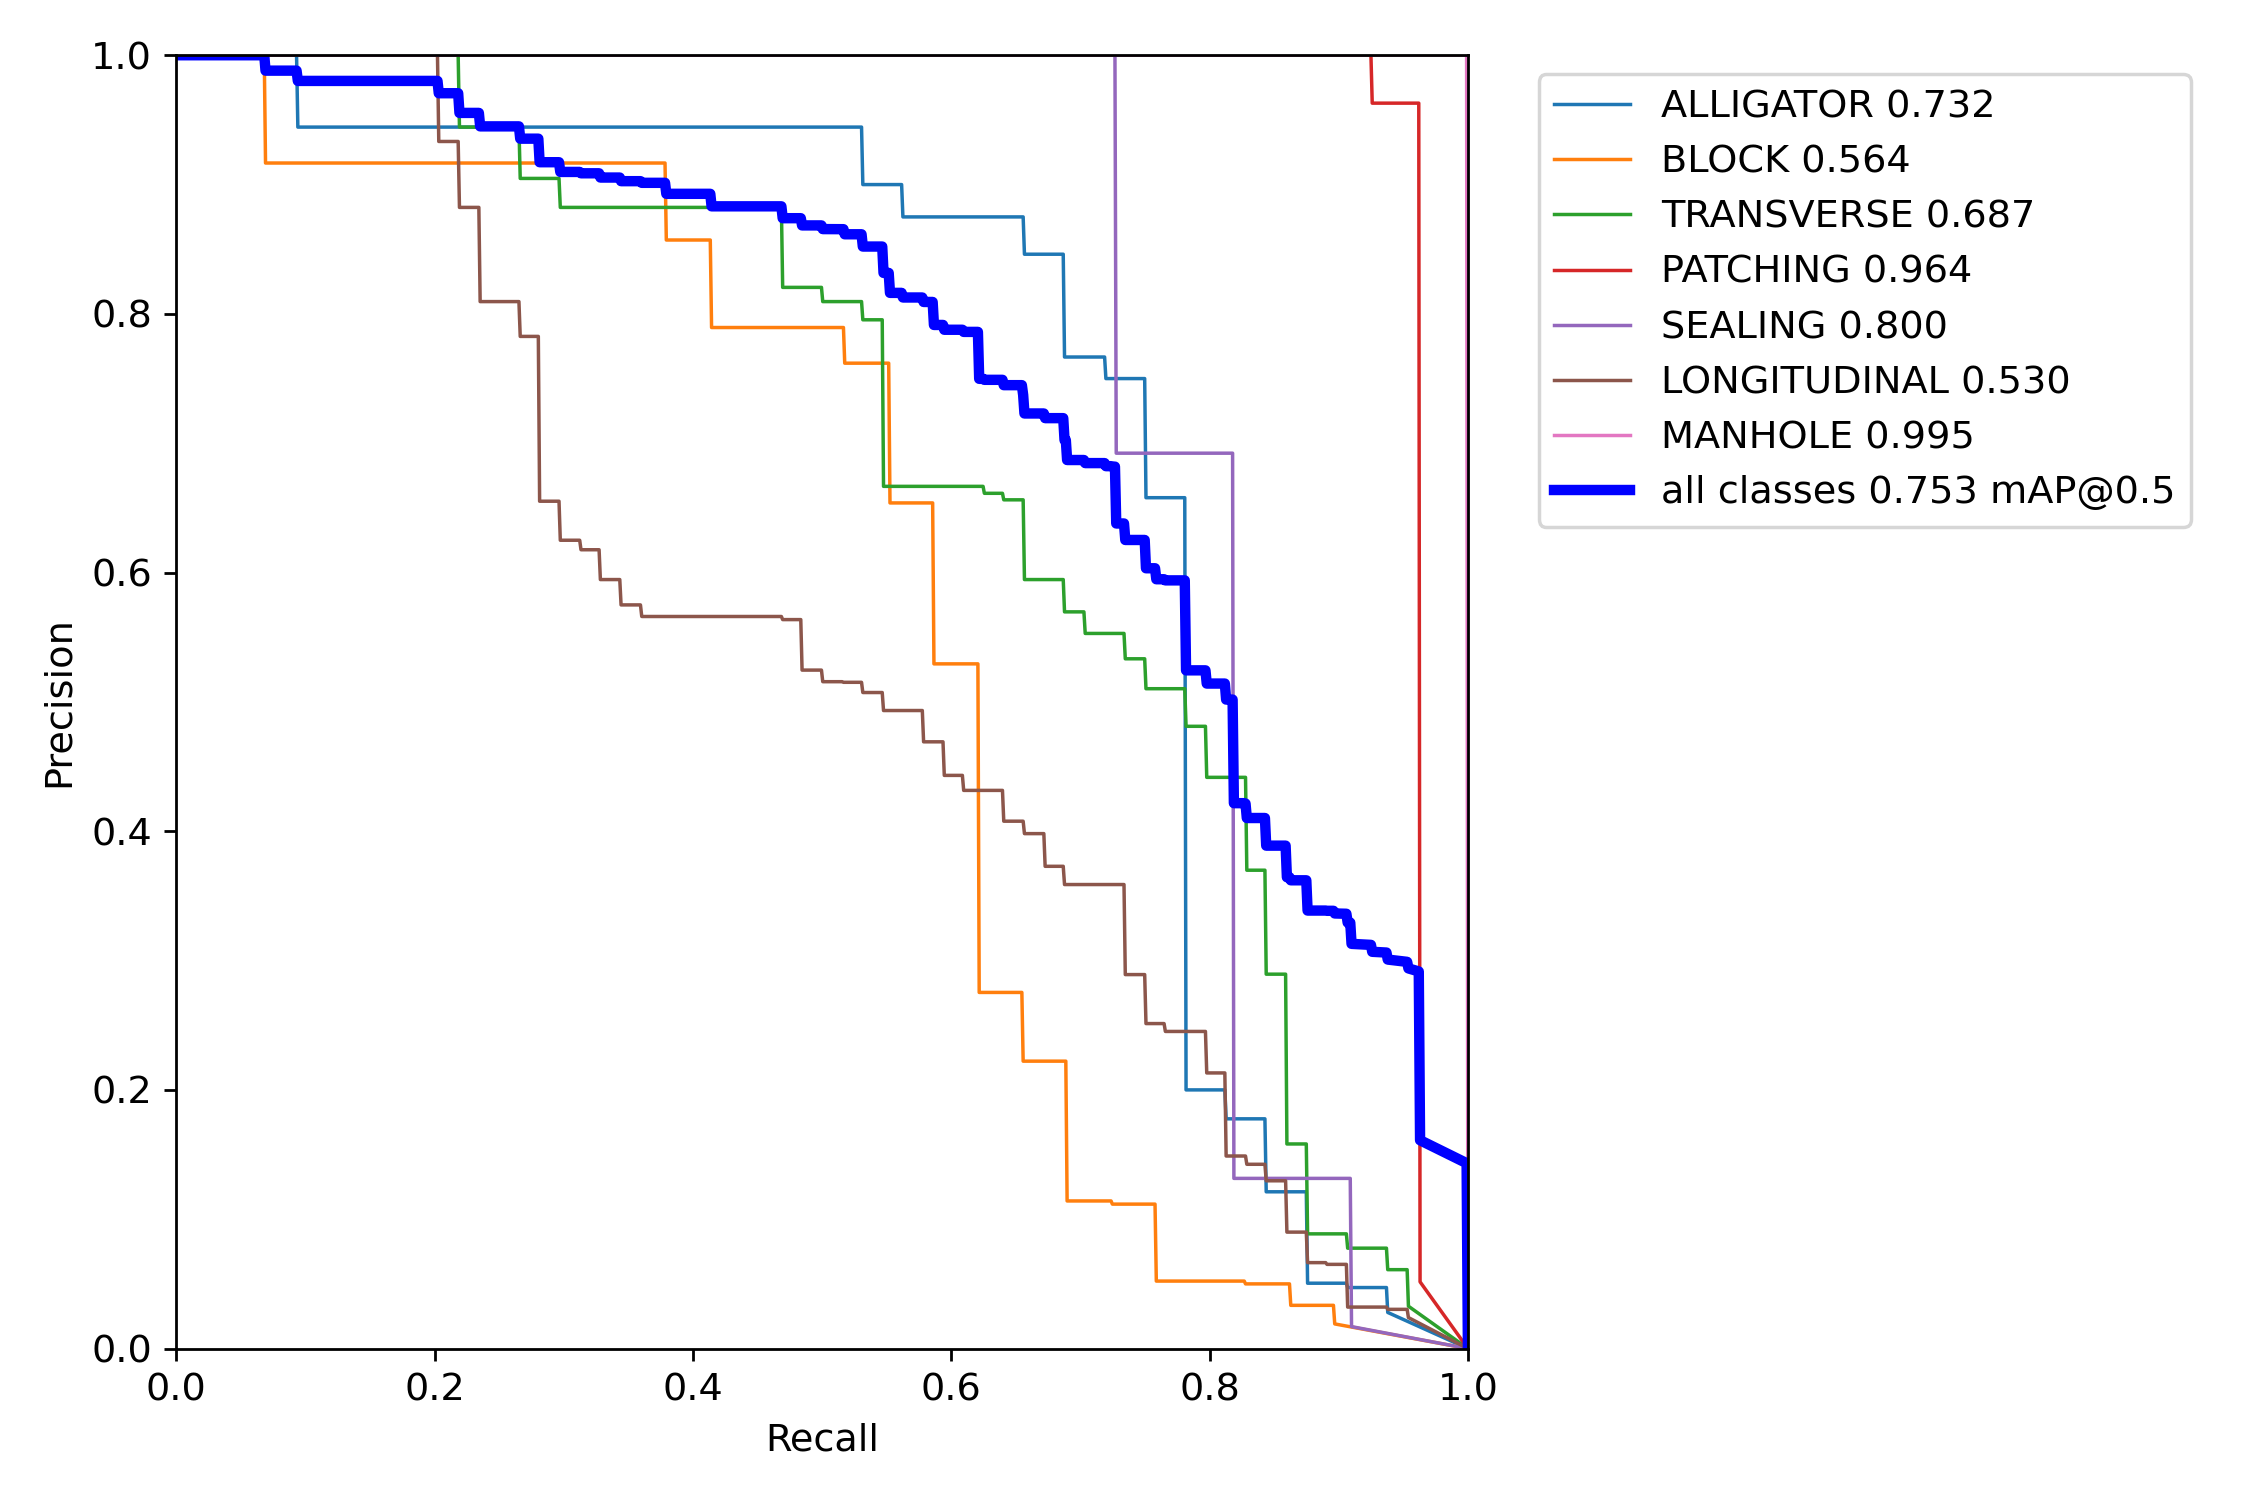 1.0
0.8
0.6
0.4
0.2
0.0
Precision
0.0 0.2 0.4 0.6 0.8 1.0
Recall
ALLIGATOR 0.732
BLOCK 0.564
TRANSVERSE 0.687
PATCHING 0.964
SEALING 0.800
LONGITUDINAL 0.530
MANHOLE 0.995
all classes 0.753 mAP@0.5